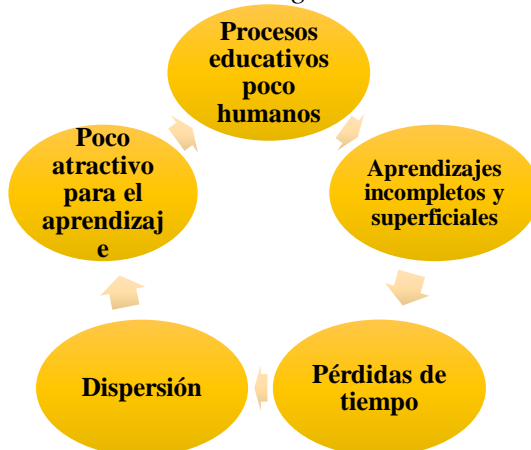 Procesos
educativos
poco
humanos
Aprendizajes
incompletos y
superficiales
Pérdidas de
tiempo
Dispersión
Poco
atractivo
para el
aprendizaj
e